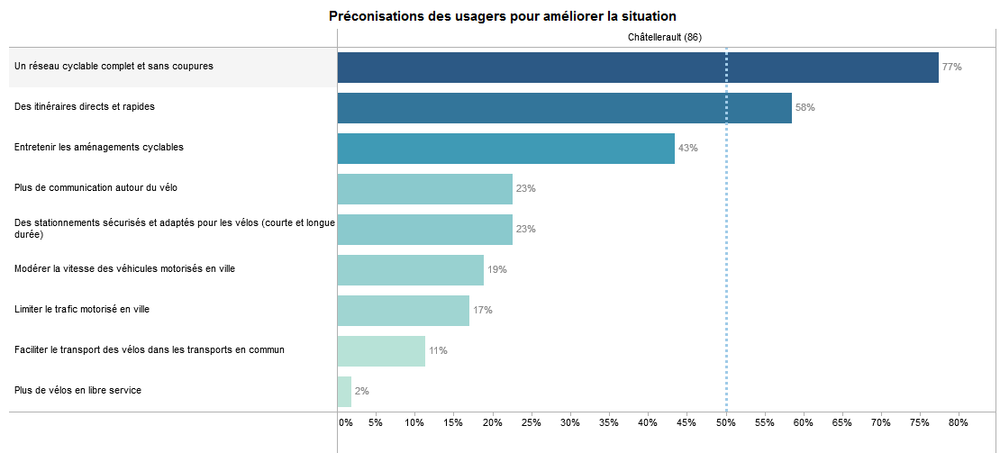 Préconisations des usagers pour améliorer la situation
Châtellerault (86)
Un réseau cyclable complet et sans coupures
77%
Des itinéraires directs et rapides
58%
Entretenir les aménagements cyclables
43%
Plus de communication autour du vélo
23%
Des stationnements sécurisés et adaptés pour les vélos (courte et longue
durée)
23%
Modérer la vitesse des véhicules motorisés en ville
19%
Limiter le trafic motorisé en ville
17%
Faciliter le transport des vélos dans les transports en commun
11%
Plus de vélos en libre service
2%
0% 5% 10% 15% 20% 25% 30% 35% 40% 45% 50% 55% 60% 65% 70% 75% 80%